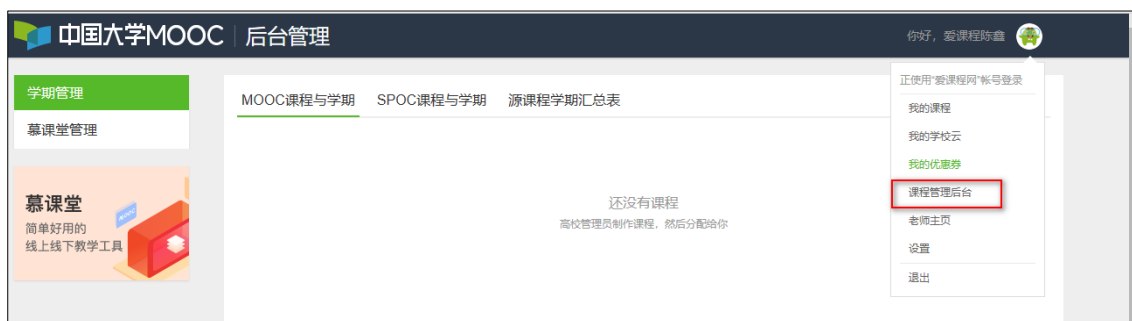 中国大学MOOC 后台管理
你好，爱课程陈鑫
正使用“爱课程网”帐号登录
我的课程
我的学校云
我的优惠券
课程管理后台
老师主页
设置
退出
学期管理
慕课堂管理
慕课堂
简单好用的
线上线下教学工具
MOOC
MOOC课程与学期 SPOC课程与学期 源课程学期汇总表
还没有课程
高校管理员制作课程，然后分配给你